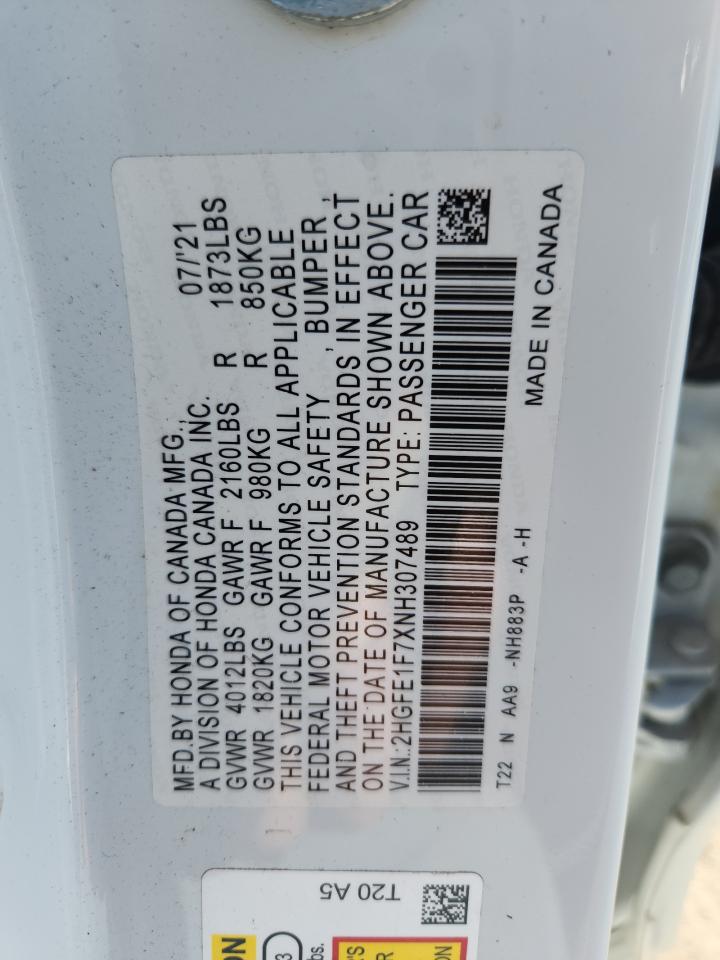 MFD.BY HONDA OF CANADA MFG., 07/'21
A DIVISION OF HONDA CANADA INC.
GVWR 4012LBS GAWR F 2160LBS R 1873LBS
GVWR 1820KG GAWR F 980KG R 850KG
THIS VEHICLE CONFORMS TO ALL APPLICABLE
FEDERAL MOTOR VEHICLE SAFETY , BUMPER ,
AND THEFT PREVENTION STANDARDS IN EFFECT
ON THE DATE OF MANUFACTURE SHOWN ABOVE.
V.I.N.:2HGFE1F7XNH307489 TYPE:PASSENGER CAR
T22 N AA9 -NH883P -A -H
MADE IN CANADA
T20 A5